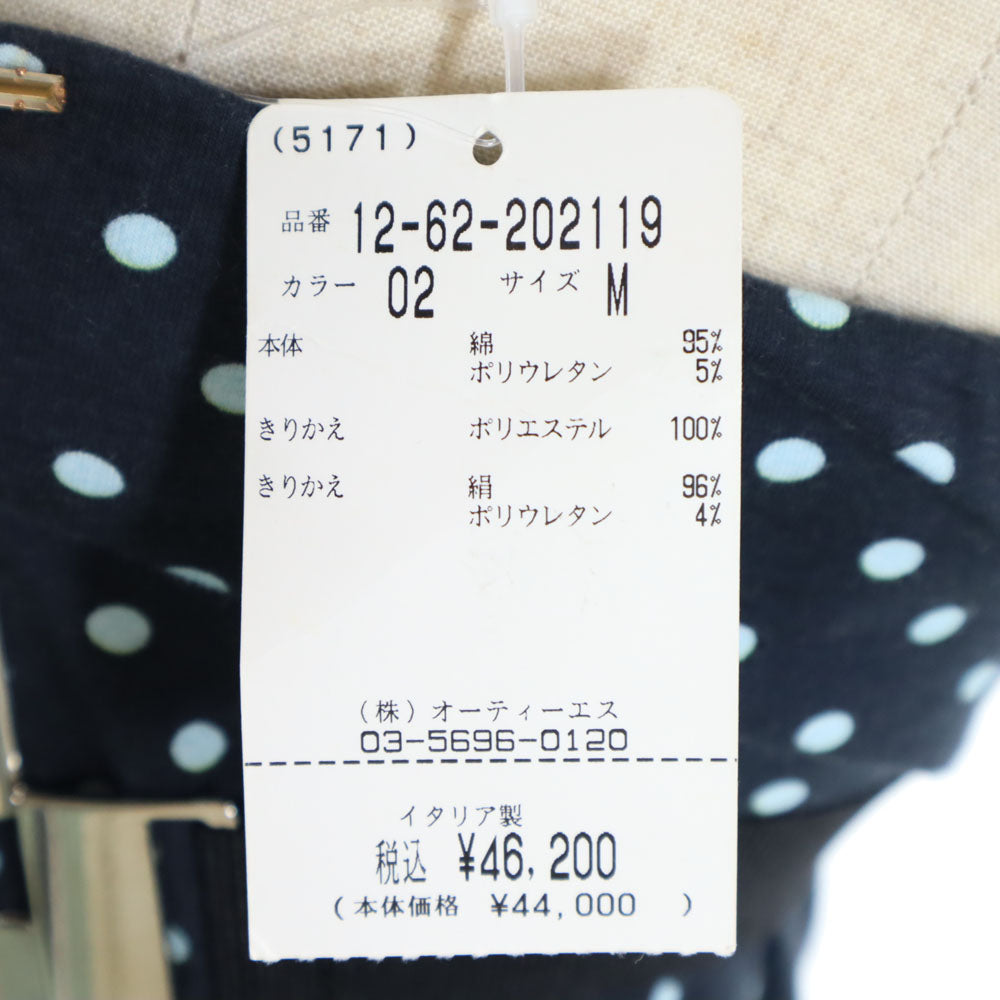 (5171)
品番 12-62-202119
カラー 02 サイズ M
本体 綿 95%
ポリウレタン 5%
きりかえ ポリエステル 100%
きりかえ 絹 96%
ポリウレタン 4%
(株)オーティーエス
03-5696-0120
イタリア製
税込 ¥46,200
(本体価格 ¥44,000 )